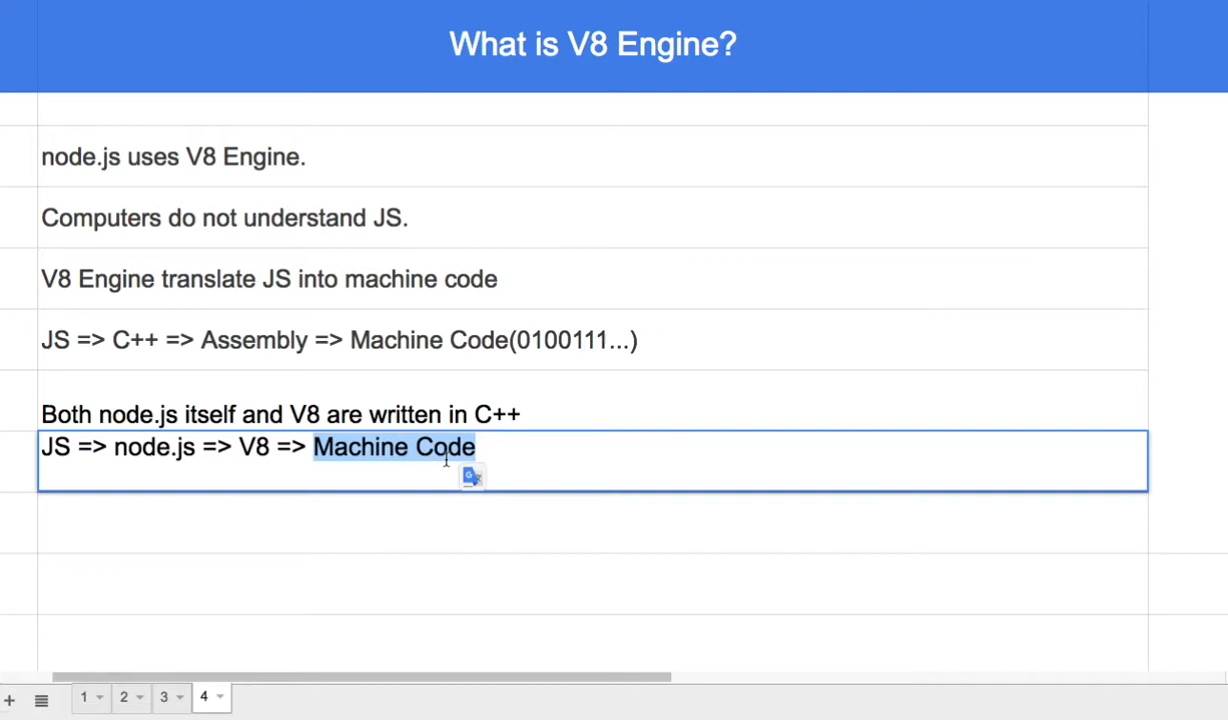 What is V8 Engine?
node.js uses V8 Engine.
Computers do not understand JS.
V8 Engine translate JS into machine code
JS => C++ => Assembly => Machine Code(0100111...)
Both node.js itself and V8 are written in C++
JS => node.js => V8 => Machine Code
1 2 3 4